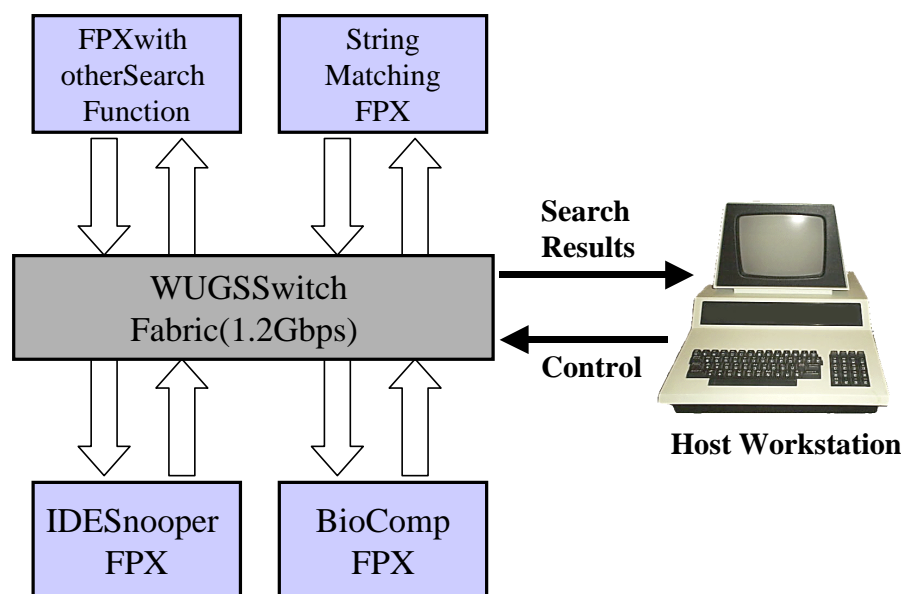 FPXwith
otherSearch
Function
String
Matching
FPX
Search
Results
WUGSSwitch
Fabric(1.2Gbps)
Control
Host Workstation
IDESnooper
FPX
BioComp
FPX